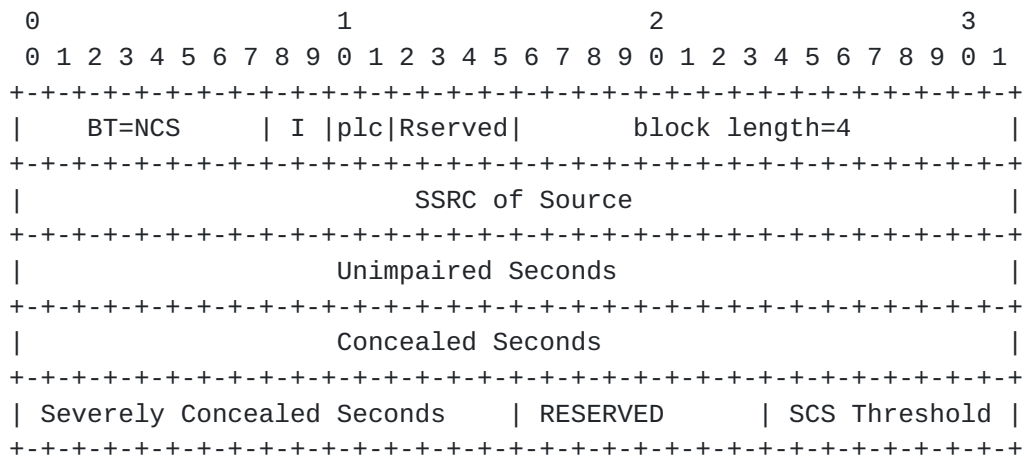 0                   1                   2                   3
 0 1 2 3 4 5 6 7 8 9 0 1 2 3 4 5 6 7 8 9 0 1 2 3 4 5 6 7 8 9 0 1
+-+-+-+-+-+-+-+-+-+-+-+-+-+-+-+-+-+-+-+-+-+-+-+-+-+-+-+-+-+-+-+-+
|    BT=NCS     | I |plc|Rserved|       block length=4          |
+-+-+-+-+-+-+-+-+-+-+-+-+-+-+-+-+-+-+-+-+-+-+-+-+-+-+-+-+-+-+-+-+
|                         SSRC of Source                        |
+-+-+-+-+-+-+-+-+-+-+-+-+-+-+-+-+-+-+-+-+-+-+-+-+-+-+-+-+-+-+-+-+
|                    Unimpaired Seconds                         |
+-+-+-+-+-+-+-+-+-+-+-+-+-+-+-+-+-+-+-+-+-+-+-+-+-+-+-+-+-+-+-+-+
|                    Concealed Seconds                          |
+-+-+-+-+-+-+-+-+-+-+-+-+-+-+-+-+-+-+-+-+-+-+-+-+-+-+-+-+-+-+-+-+
| Severely Concealed Seconds    | RESERVED      | SCS Threshold |
+-+-+-+-+-+-+-+-+-+-+-+-+-+-+-+-+-+-+-+-+-+-+-+-+-+-+-+-+-+-+-+-+